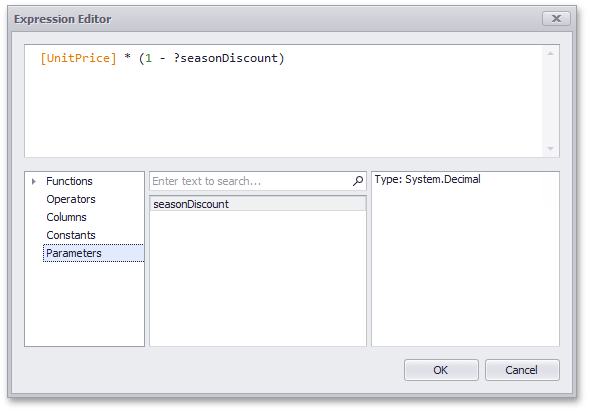 Expression Editor
[UnitPrice] * (1 - ?seasonDiscount)
Functions
Operators
Columns
Constants
Parameters
Enter text to search...
seasonDiscount
Type: System.Decimal
OK
Cancel